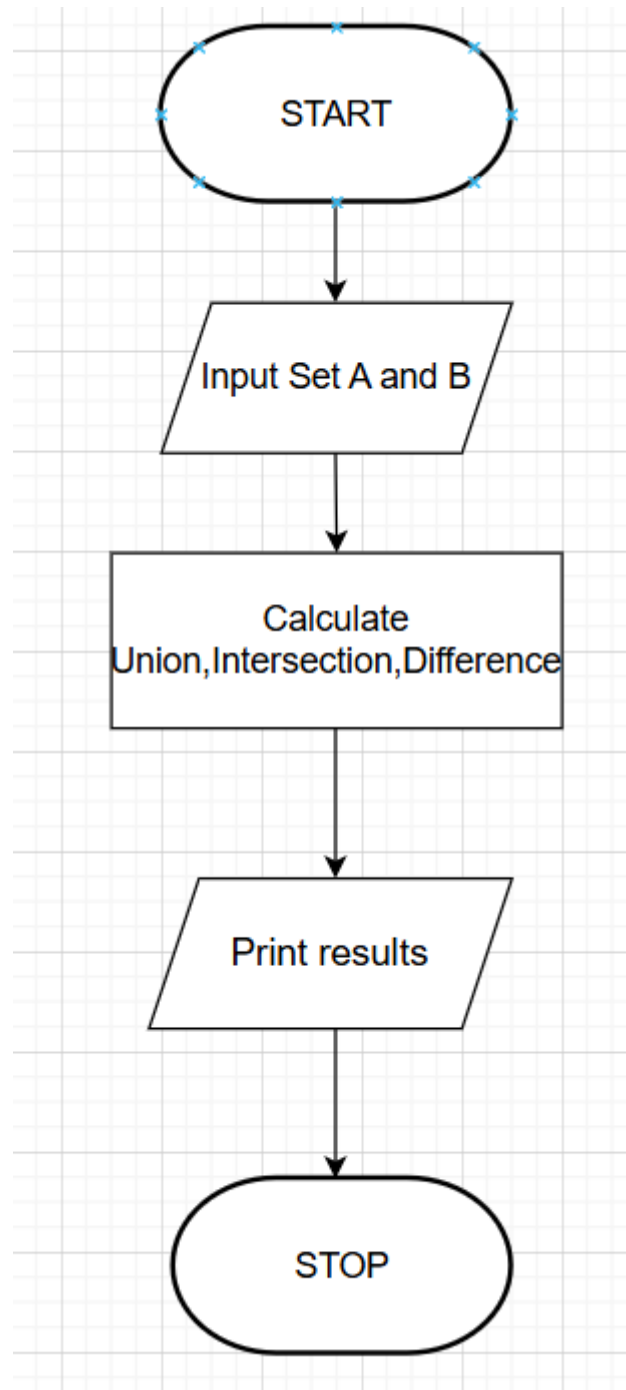 START
Input Set A and B
Calculate
Union,Intersection,Difference
Print results
STOP